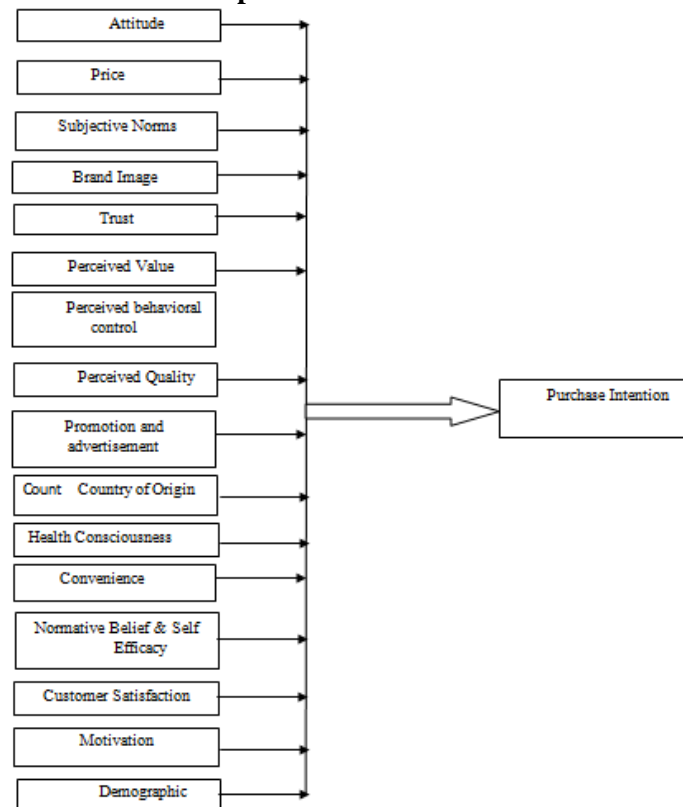 Attitude
Price
Subjective Norms
Brand Image
Trust
Perceived Value
Perceived behavioral
control
Perceived Quality
Purchase Intention
Promotion and
advertisement
Count Country of Origin
Health Consciousness
Convenience
Normative Belief & Self
Efficacy
Customer Satisfaction
Motivation
Demographic